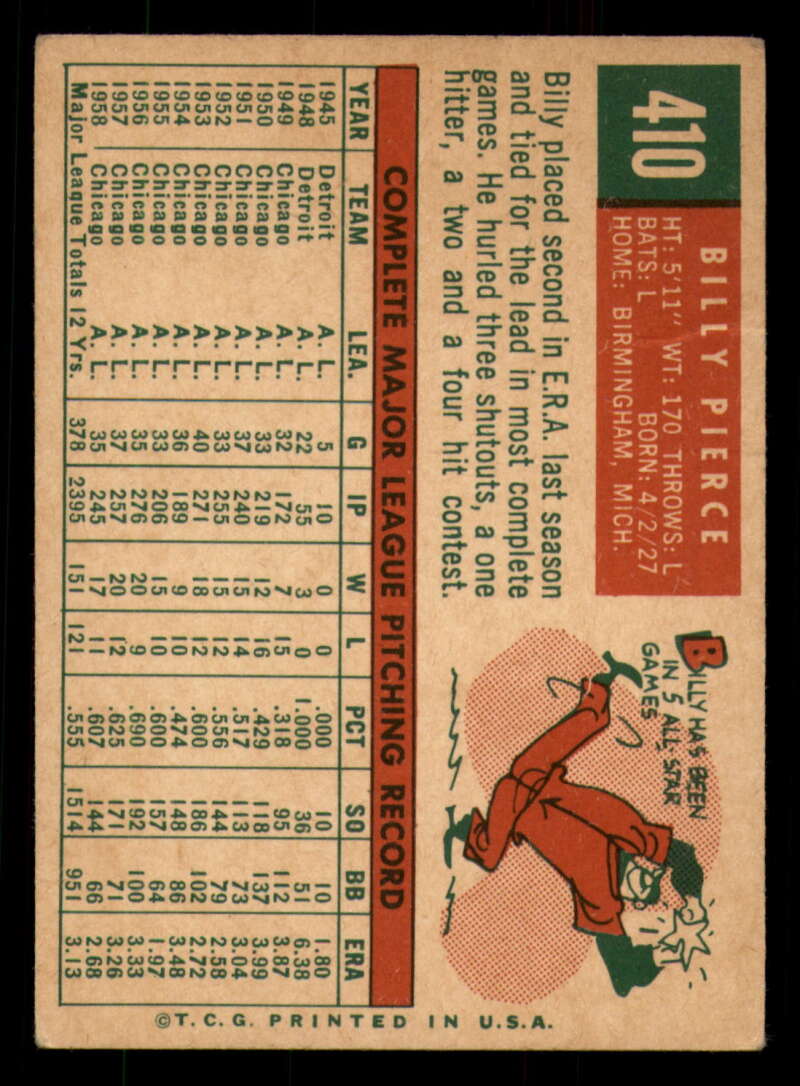 410
BILLY PIERCE
HT: 5'11" WT: 170 THROWS: L
BATS: L BORN: 4/2/27
HOME: BIRMINGHAM, MICH.
Billy placed second in E.R.A. last season
and tied for the lead in most complete
games. He hurled three shutouts, a one
hitter, a two and a four hit contest.
BILLY HAS BEEN
IN 5 ALL-STAR
GAMES
COMPLETE MAJOR LEAGUE PITCHING RECORD
YEAR TEAM LEA. G IP W L PCT SO BB ERA
1945 Detroit A. L. 5 10 0 0 .000 10 10 1.80
1948 Detroit A. L. 22 55 3 0 1.000 36 51 6.38
1949 Chicago A. L. 32 172 7 15 .318 95 112 3.87
1950 Chicago A. L. 33 219 12 16 .429 118 137 3.99
1951 Chicago A. L. 37 240 15 14 .517 113 73 3.04
1952 Chicago A. L. 33 255 15 12 .556 144 79 2.58
1953 Chicago A. L. 40 271 18 12 .600 186 102 2.72
1954 Chicago A. L. 36 189 9 10 .474 148 86 3.48
1955 Chicago A. L. 33 206 15 10 .600 157 64 1.97
1956 Chicago A. L. 35 276 20 9 .690 192 100 3.33
1957 Chicago A. L. 37 257 20 12 .625 171 71 3.26
1958 Chicago A. L. 35 245 17 11 .607 144 66 2.68
Major League Totals 12 Yrs. 378 2395 151 121 .555 1514 951 3.13
©T.C.G. PRINTED IN U.S.A.